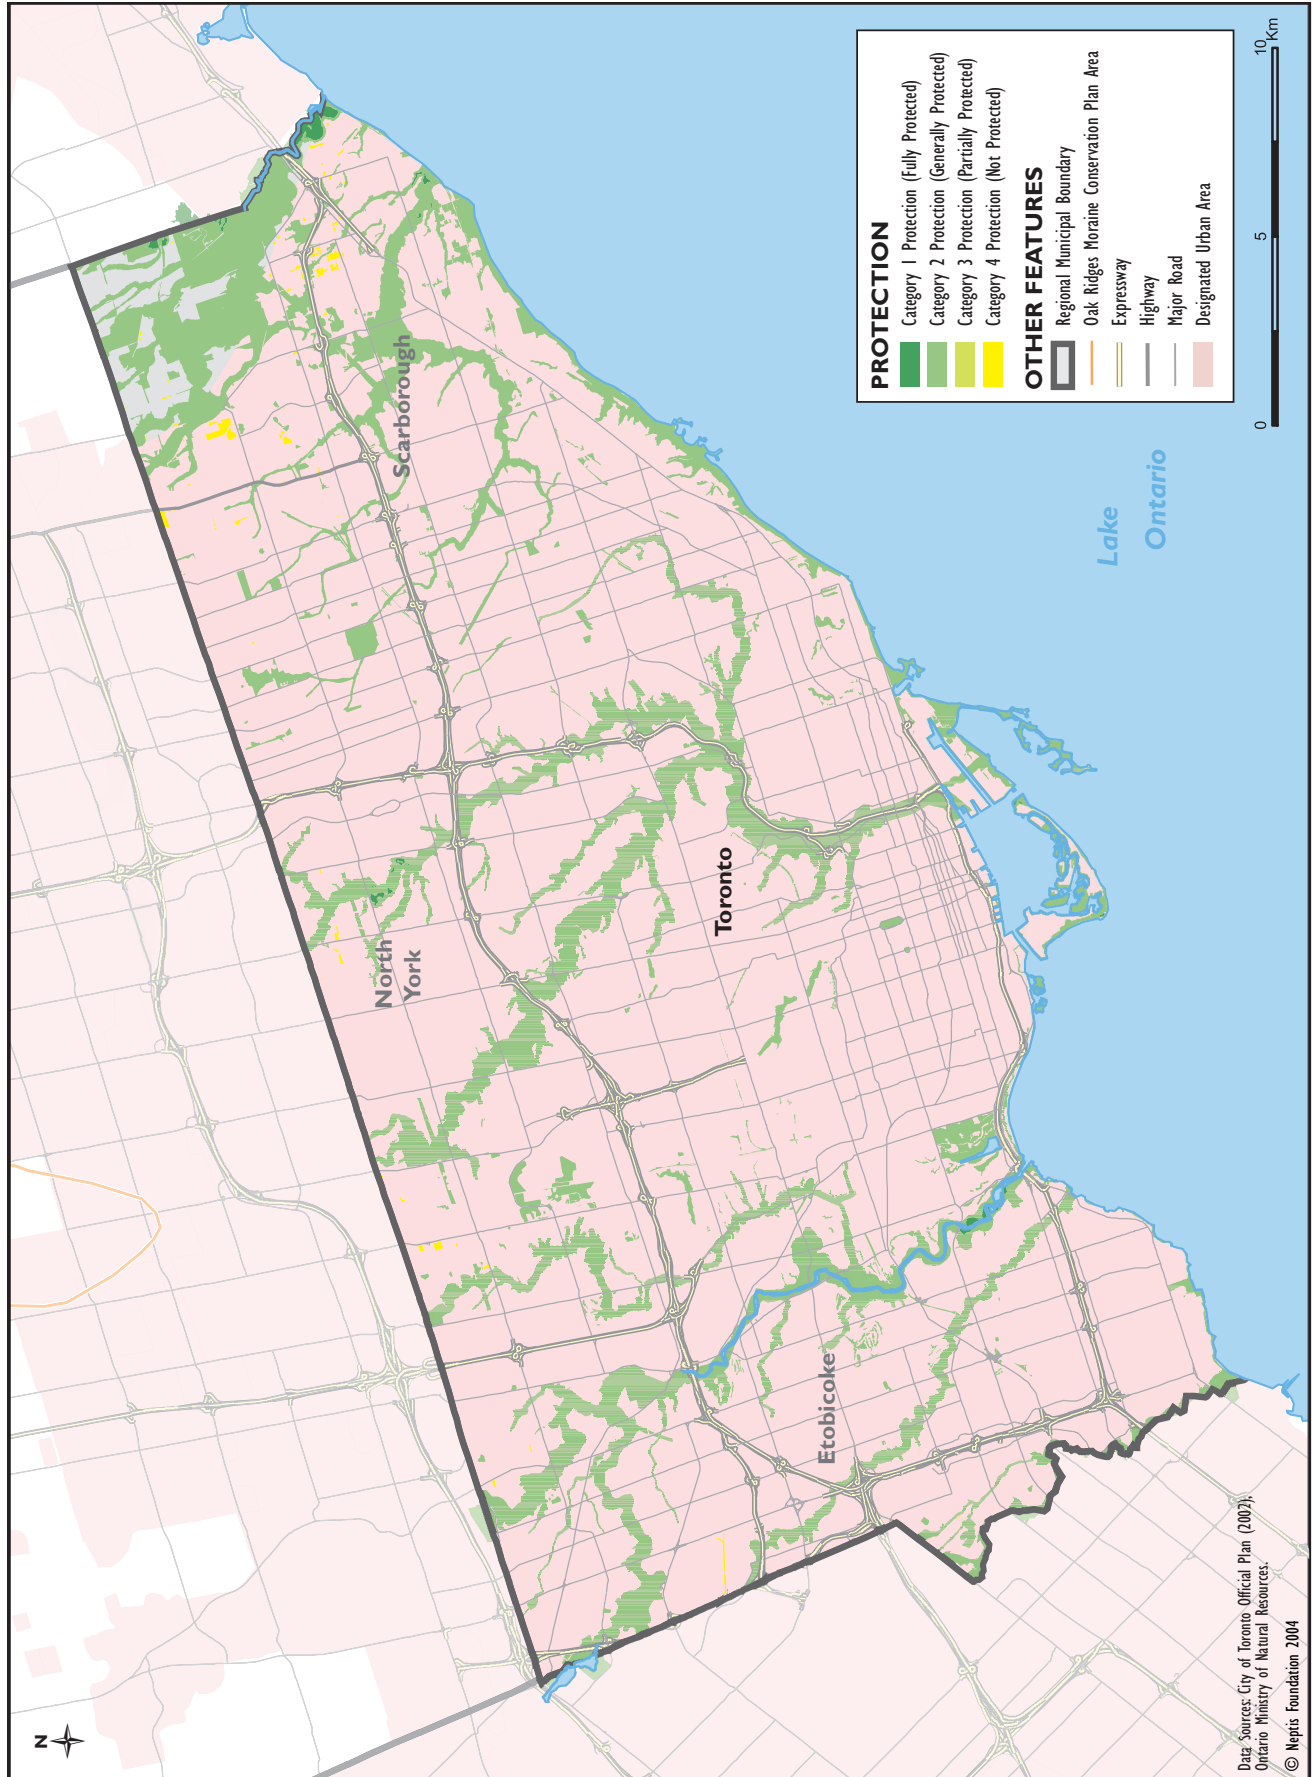 N
Scarborough
North
York
Toronto
Etobicoke
Lake
Ontario
PROTECTION
Category 1 Protection (Fully Protected)
Category 2 Protection (Generally Protected)
Category 3 Protection (Partially Protected)
Category 4 Protection (Not Protected)
OTHER FEATURES
Regional Municipal Boundary
Oak Ridges Moraine Conservation Plan Area
Expressway
Highway
Major Road
Designated Urban Area
0 5 10 Km
Data Sources: City of Toronto Official Plan (2002),
Ontario Ministry of Natural Resources.
© Neptis Foundation 2004